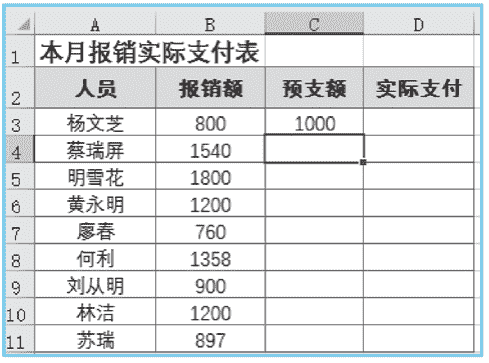 A B C D
1 本月报销实际支付表
2 人员 报销额 预支额 实际支付
3 杨文芝 800 1000
4 蔡瑞屏 1540
5 明雪花 1800
6 黄永明 1200
7 廖春 760
8 何利 1358
9 刘从明 900
10 林洁 1200
11 苏瑞 897